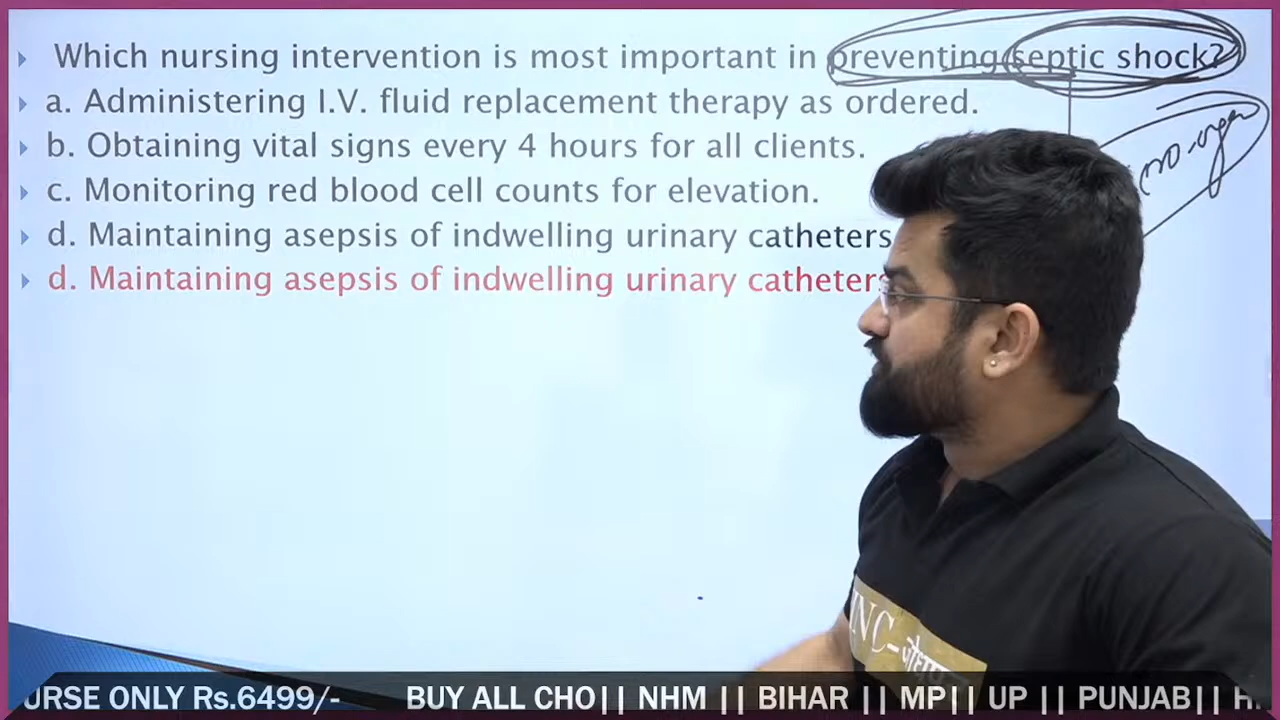 Which nursing intervention is most important in preventing septic shock?
a. Administering I.V. fluid replacement therapy as ordered.
b. Obtaining vital signs every 4 hours for all clients.
c. Monitoring red blood cell counts for elevation.
d. Maintaining asepsis of indwelling urinary catheters
d. Maintaining asepsis of indwelling urinary catheters
URSE ONLY Rs.6499/- BUY ALL CHO|| NHM || BIHAR || MP|| UP || PUNJAB||